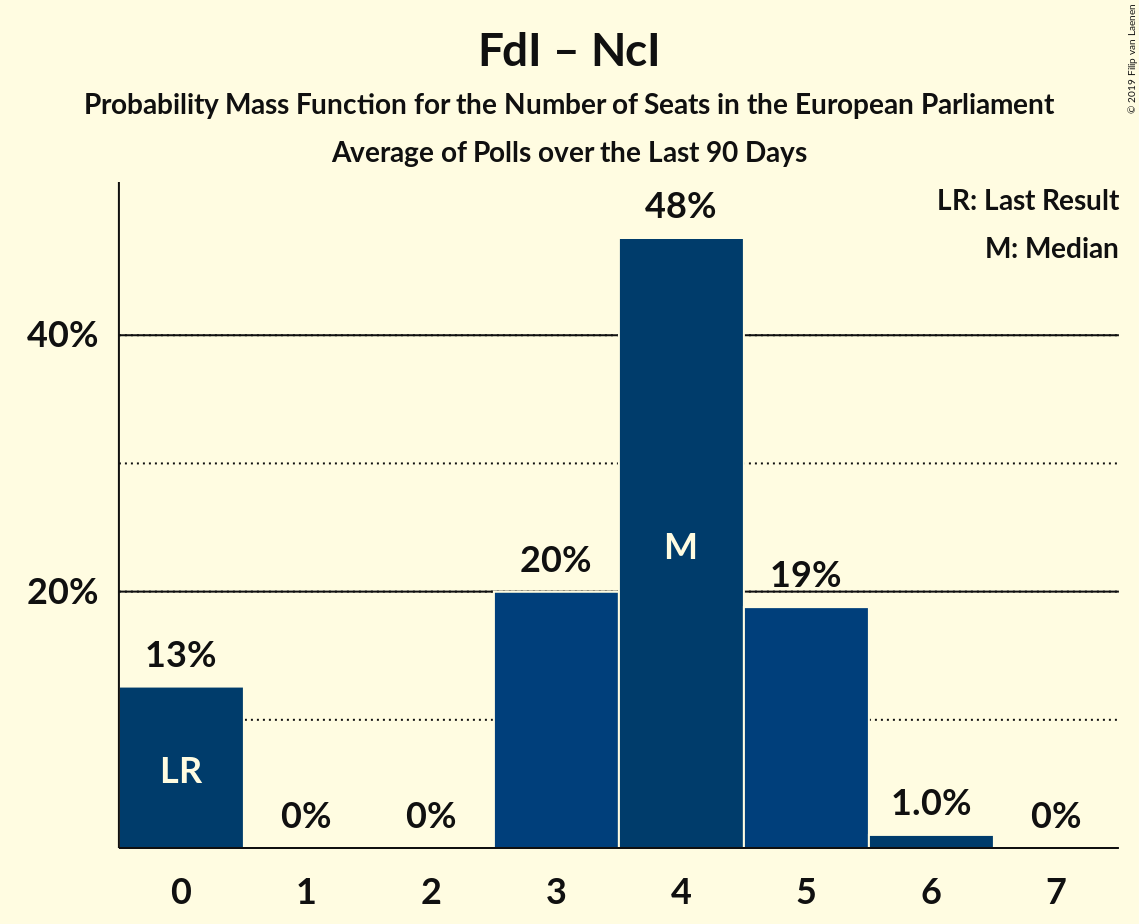 FdI – NcI
Probability Mass Function for the Number of Seats in the European Parliament
Average of Polls over the Last 90 Days
© 2019 Filip van Laenen
LR: Last Result
M: Median
48%
40%
M
20%
19%
20%
13%
LR
0%
0%
1.0%
0%
0 1 2 3 4 5 6 7